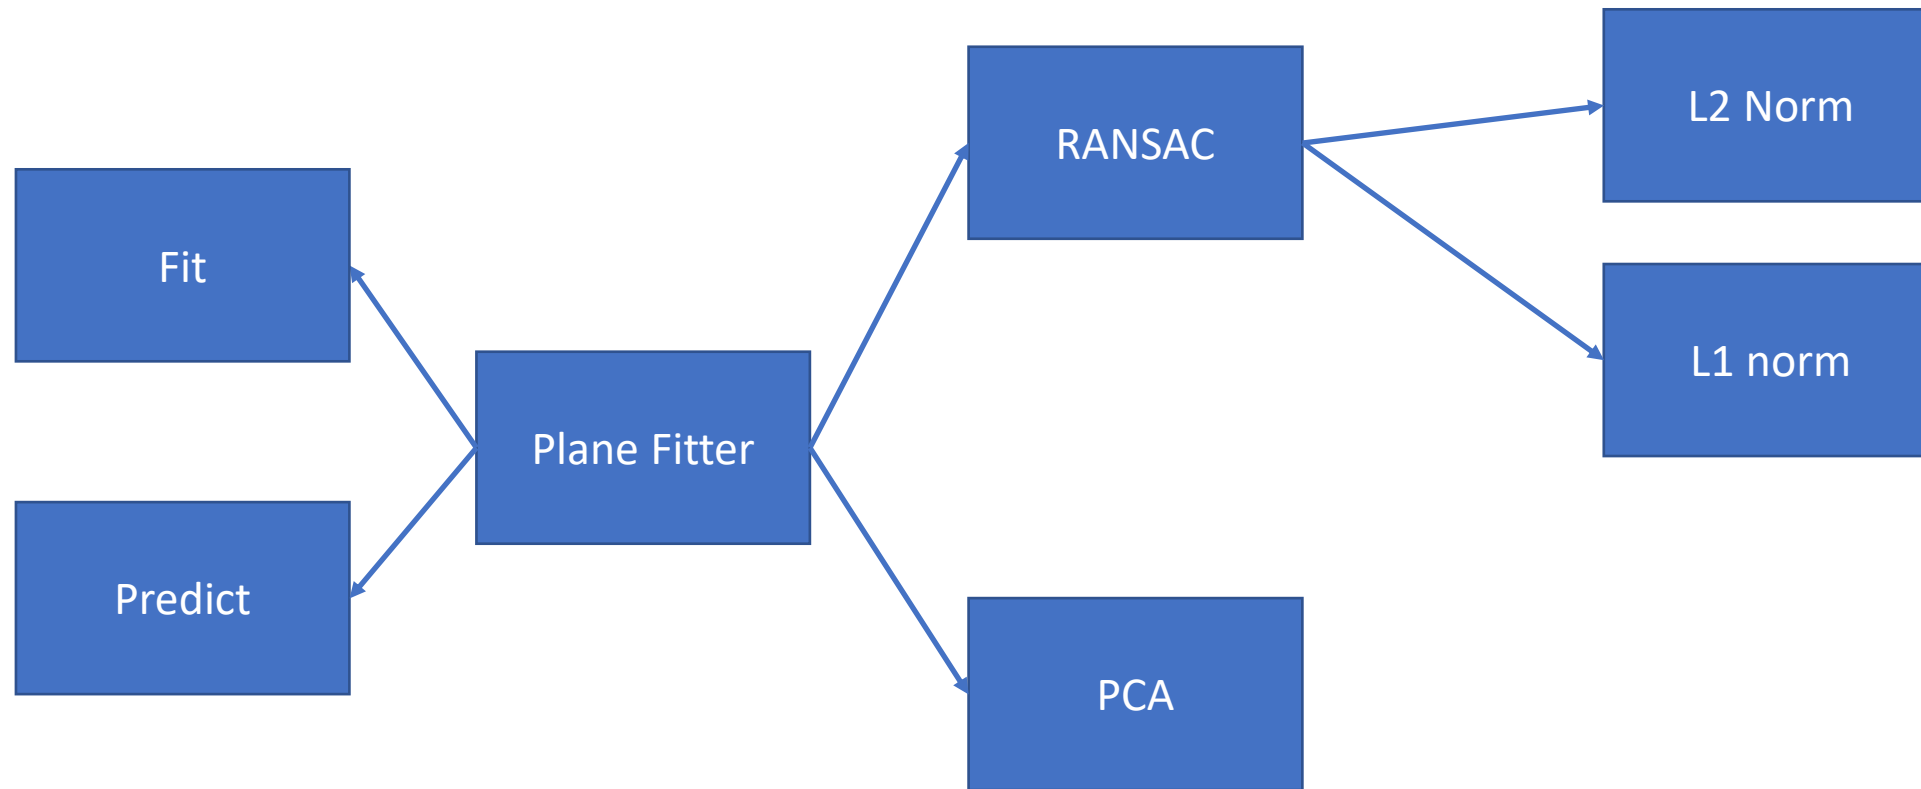 Fit
Predict
Plane Fitter
RANSAC
PCA
L2 Norm
L1 norm